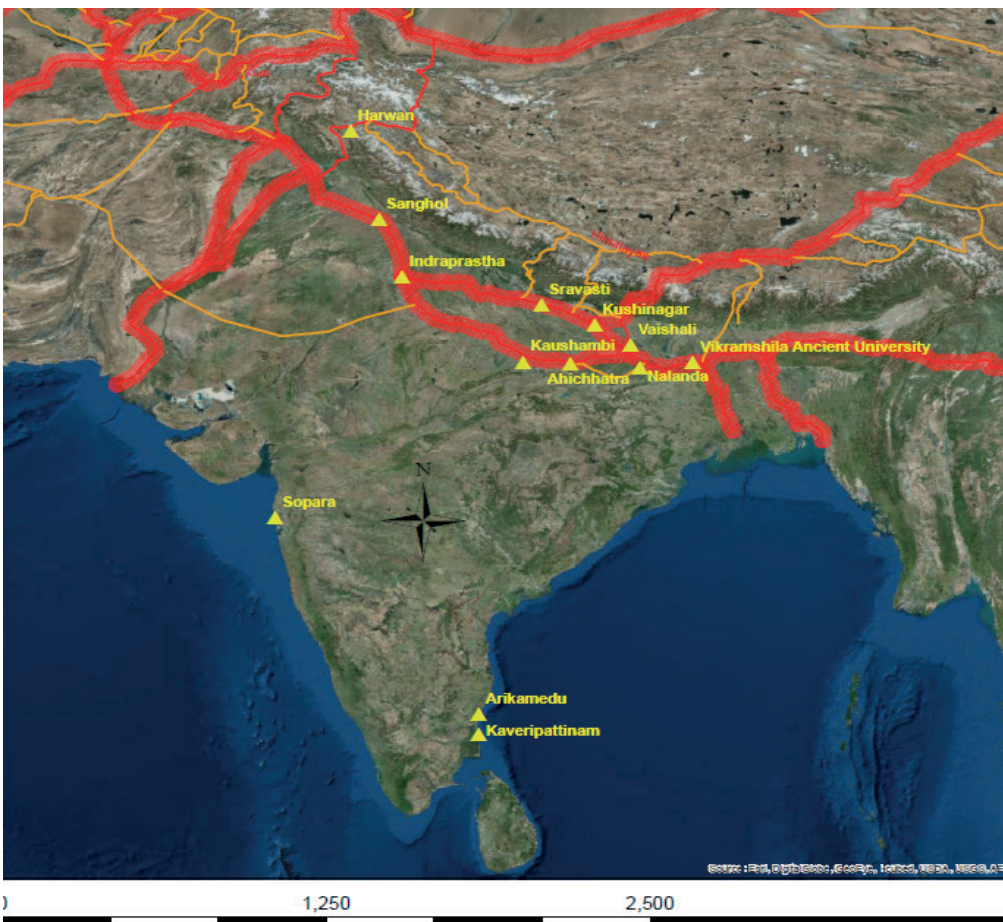 Harwan
Sanghol
Indraprastha
Sravasti
Kushinagar
Vaishali
Kaushambi
Vikramshila Ancient University
Ahichhatra
Nalanda
N
Sopara
Arikamedu
Kaveripattinam
1,250
2,500